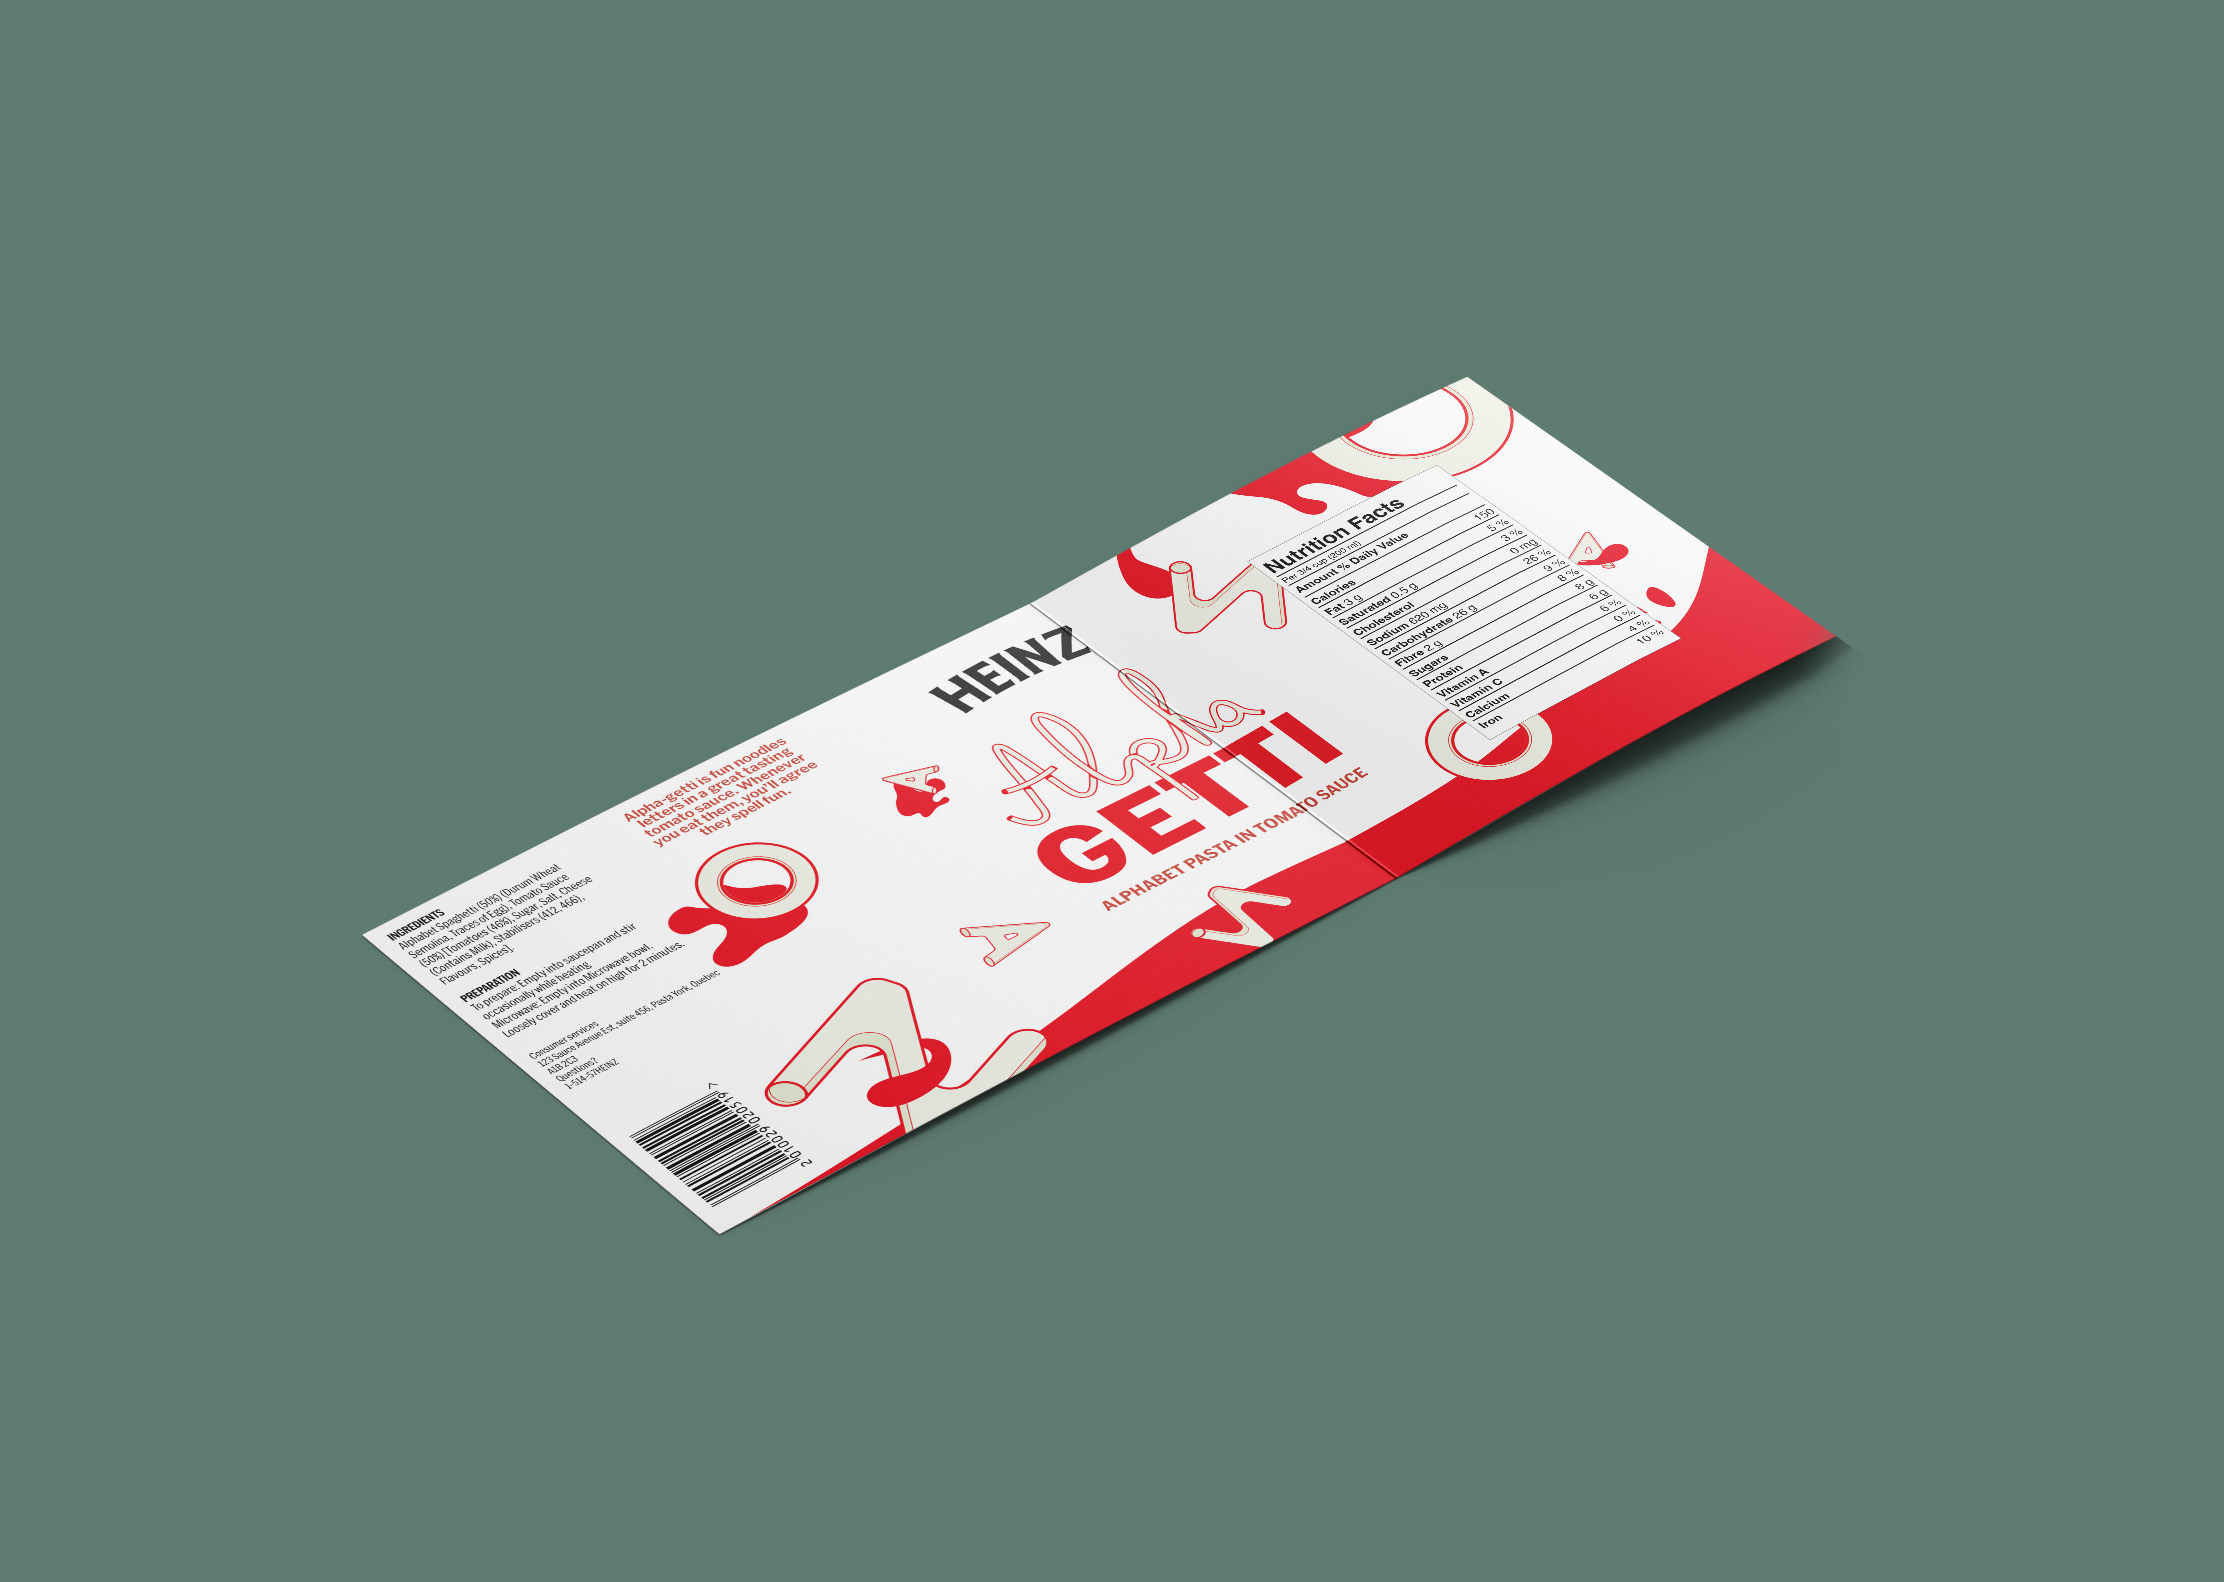 INGREDIENTS
Alphabet Spaghetti (50%) (Durum Wheat
Semolina, Traces of Egg), Tomato Sauce
(50%) [Tomatoes (46%), Sugar, Salt, Cheese
(Contains Milk), Stabilisers (412, 466),
Flavours, Spices].
PREPARATION
To prepare: Empty into saucepan and stir
occasionally while heating
Microwave: Empty into Microwave bowl.
Loosely cover and heat on high for 2 minutes.
Consumer services
123 Sauce Avenue Est, suite 456, Pasta York, Quebec
A1B 2C3
Questions?
1-514-57HEINZ
2 010029 020519 >
Alpha-getti is fun noodles
letters in a great tasting
tomato sauce. Whenever
you eat them, you'll agree
they spell fun.
HEINZ
Alpha
GETTI
ALPHABET PASTA IN TOMATO SAUCE
Nutrition Facts
Per 3/4 cup (200 ml)
Amount % Daily Value
Calories 150
Fat 3 g 5 %
Saturated 0.5 g 3 %
Cholesterol 0 mg
Sodium 620 mg 26 %
Carbohydrate 26 g 9 %
Fibre 2 g 8 %
Sugars 8 g
Protein 6 g
Vitamin A 6 %
Vitamin C 0 %
Calcium 4 %
Iron 10 %